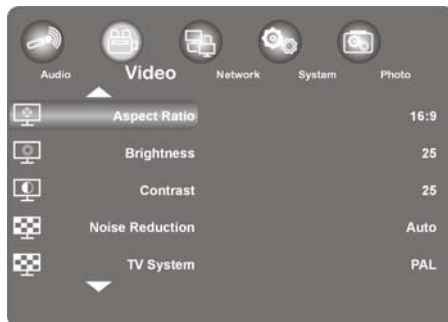 Audio Video Network System Photo
Aspect Ratio 16:9
Brightness 25
Contrast 25
Noise Reduction Auto
TV System PAL